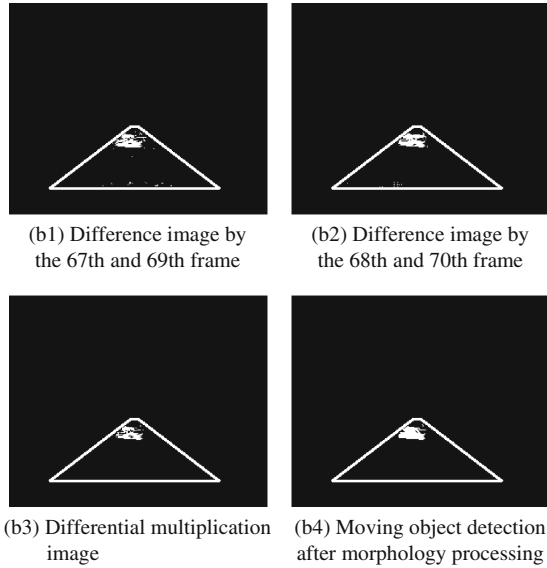 (b1) Difference image by
the 67th and 69th frame
(b2) Difference image by
the 68th and 70th frame
(b3) Differential multiplication
image
(b4) Moving object detection
after morphology processing